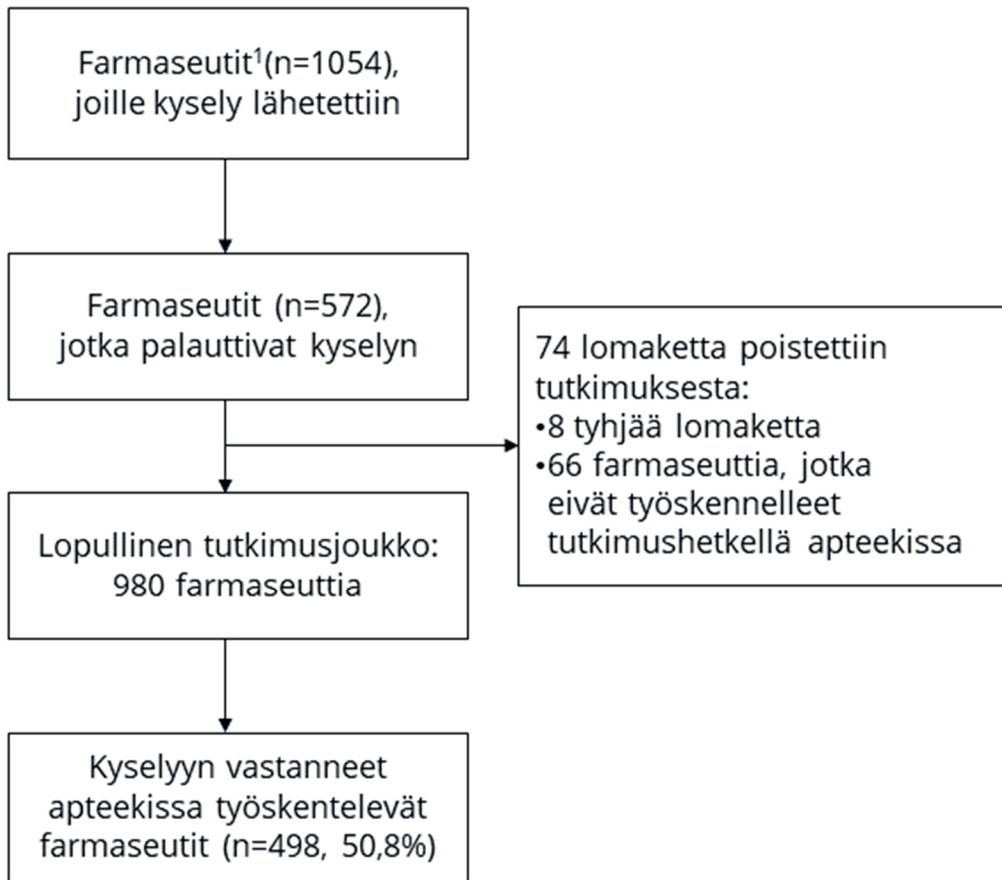 Farmaseutit¹(n=1054),
joille kysely lähetettiin
Farmaseutit (n=572),
jotka palauttivat kyselyn
74 lomaketta poistettiin
tutkimuksesta:
•8 tyhjää lomaketta
•66 farmaseuttia, jotka
eivät työskennelleet
tutkimushetkellä apteekissa
Lopullinen tutkimusjoukko:
980 farmaseuttia
Kyselyyn vastanneet
apteekissa työskentelevät
farmaseutit (n=498, 50,8%)